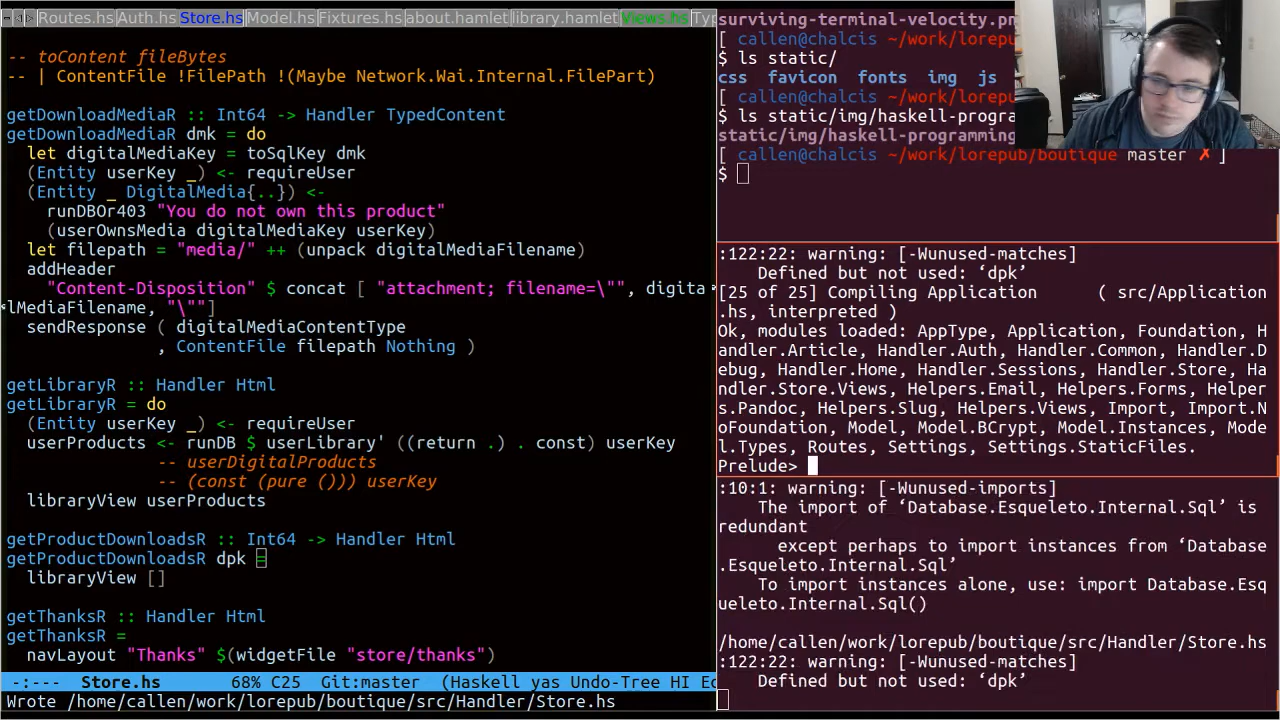 Routes.hs Auth.hs Store.hs Model.hs Fixtures.hs about.hamlet library.hamlet Views.hs Typ
-- toContent fileBytes
-- | ContentFile !FilePath !(Maybe Network.Wai.Internal.FilePart)
getDownloadMediaR :: Int64 -> Handler TypedContent
getDownloadMediaR dmk = do
  let digitalMediaKey = toSqlKey dmk
  (Entity userKey _) <- requireUser
  (Entity _ DigitalMedia{..}) <-
    runDBOr403 "You do not own this product"
    (userOwnsMedia digitalMediaKey userKey)
  let filepath = "media/" ++ (unpack digitalMediaFilename)
  addHeader
    "Content-Disposition" $ concat [ "attachment; filename=\"", digita
lMediaFilename, "\""]
  sendResponse ( digitalMediaContentType
               , ContentFile filepath Nothing )
getLibraryR :: Handler Html
getLibraryR = do
  (Entity userKey _) <- requireUser
  userProducts <- runDB $ userLibrary' ((return .) . const) userKey
               -- userDigitalProducts
               -- (const (pure ())) userKey
  libraryView userProducts
getProductDownloadsR :: Int64 -> Handler Html
getProductDownloadsR dpk =
  libraryView []
getThanksR :: Handler Html
getThanksR =
  navLayout "Thanks" $(widgetFile "store/thanks")
-:--- Store.hs 68% C25 Git:master (Haskell yas Undo-Tree HI Ec
Wrote /home/callen/work/lorepub/boutique/src/Handler/Store.hs
surviving-terminal-velocity.pn
[ callen@chalcis ~/work/lorepu
$ ls static/
css favicon fonts img js
[ callen@chalcis ~/work/lorepu
$ ls static/img/haskell-progra
static/img/haskell-programming
[ callen@chalcis ~/work/lorepub/boutique master ✗ ]
$
:122:22: warning: [-Wunused-matches]
    Defined but not used: ‘dpk’
[25 of 25] Compiling Application      ( src/Application
.hs, interpreted )
Ok, modules loaded: AppType, Application, Foundation, H
andler.Article, Handler.Auth, Handler.Common, Handler.D
ebug, Handler.Home, Handler.Sessions, Handler.Store, Ha
ndler.Store.Views, Helpers.Email, Helpers.Forms, Helper
s.Pandoc, Helpers.Slug, Helpers.Views, Import, Import.N
oFoundation, Model, Model.BCrypt, Model.Instances, Mode
l.Types, Routes, Settings, Settings.StaticFiles.
Prelude>
:10:1: warning: [-Wunused-imports]
    The import of ‘Database.Esqueleto.Internal.Sql’ is
redundant
      except perhaps to import instances from ‘Database
.Esqueleto.Internal.Sql’
    To import instances alone, use: import Database.Esq
ueleto.Internal.Sql()
/home/callen/work/lorepub/boutique/src/Handler/Store.hs
:122:22: warning: [-Wunused-matches]
    Defined but not used: ‘dpk’